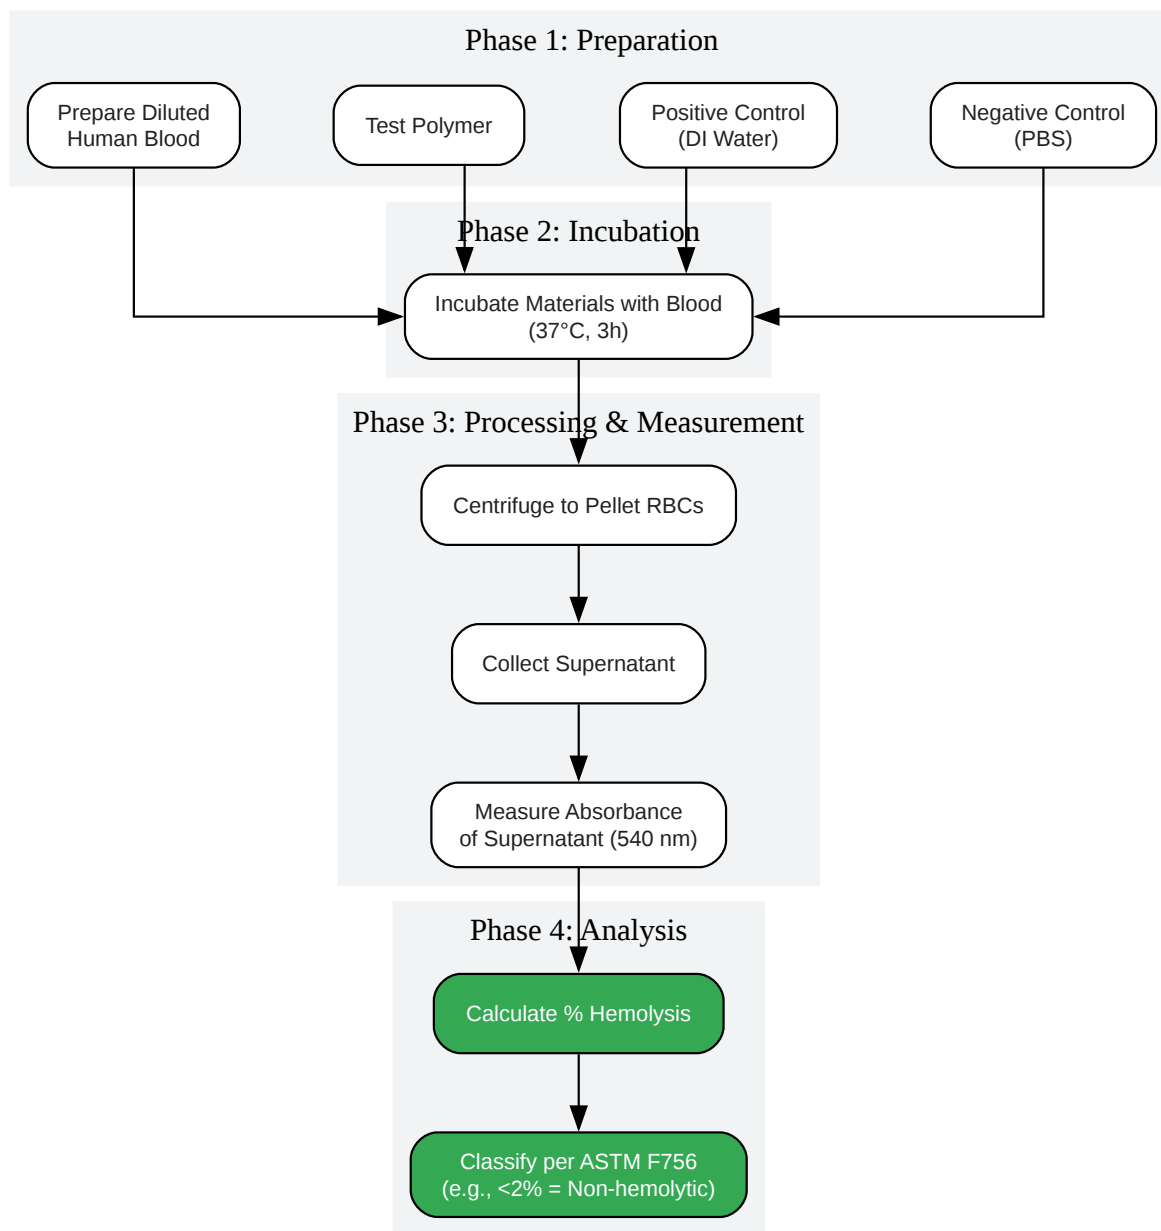 Phase 1: Preparation
Prepare Diluted
Human Blood
Test Polymer
Positive Control
(DI Water)
Negative Control
(PBS)
Phase 2: Incubation
Incubate Materials with Blood
(37°C, 3h)
Phase 3: Processing & Measurement
Centrifuge to Pellet RBCs
Collect Supernatant
Measure Absorbance
of Supernatant (540 nm)
Phase 4: Analysis
Calculate % Hemolysis
Classify per ASTM F756
(e.g., <2% = Non-hemolytic)